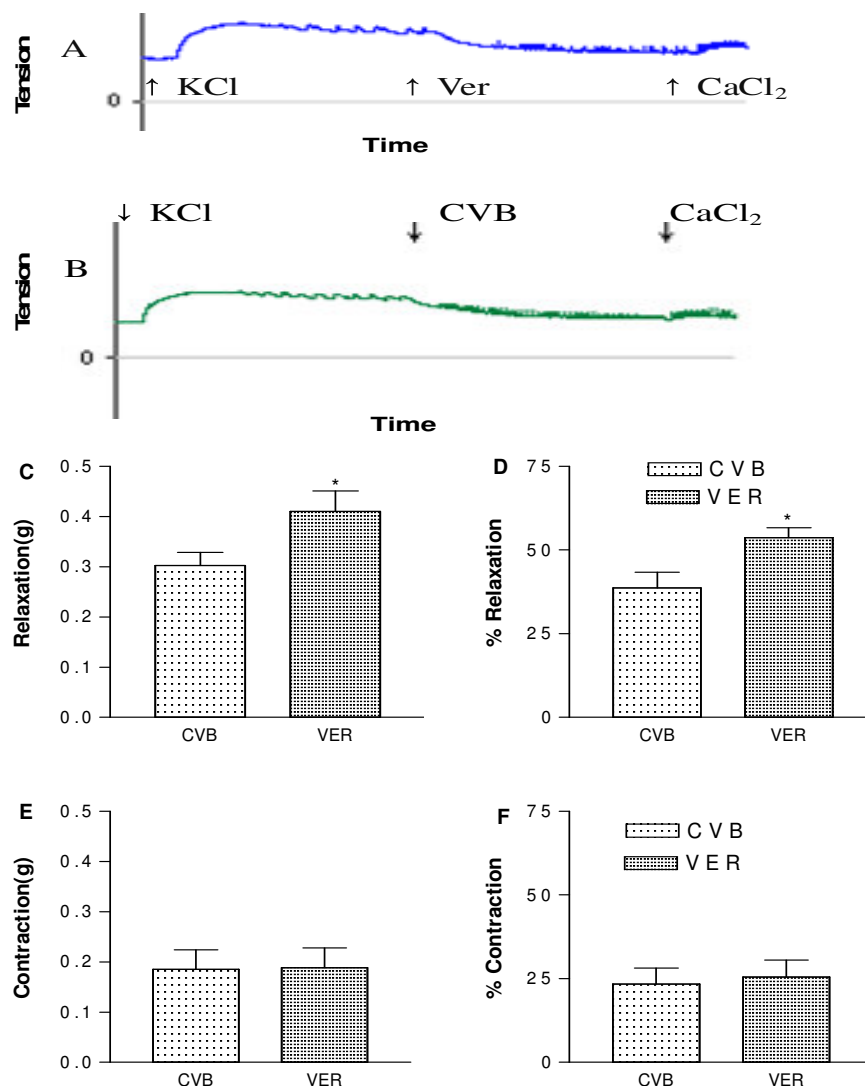 A
Tension
0
↑ KCl ↑ Ver ↑ CaCl₂
Time
↓ KCl CVB CaCl₂
↓ ↓
B
Tension
0
Time
C
Relaxation(g)
0.5
0.4
0.3
0.2
0.1
0.0
*
CVB VER
D
% Relaxation
75
50
25
0
CVB
VER
*
CVB VER
E
Contraction(g)
0.5
0.4
0.3
0.2
0.1
0.0
CVB VER
F
% Contraction
75
50
25
0
CVB
VER
CVB VER